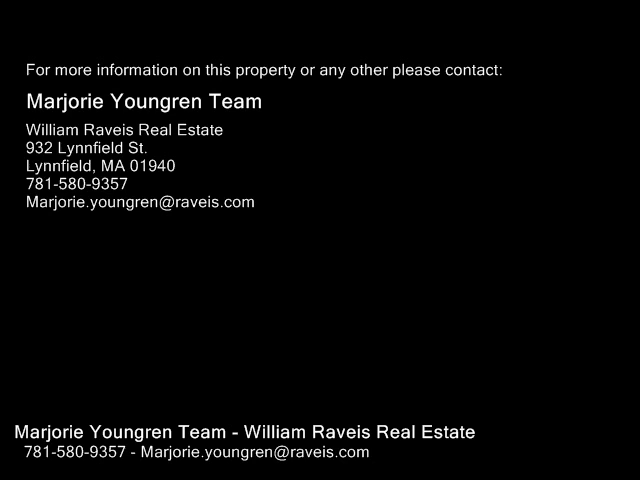 For more information on this property or any other please contact:
Marjorie Youngren Team
William Raveis Real Estate
932 Lynnfield St.
Lynnfield, MA 01940
781-580-9357
Marjorie.youngren@raveis.com
Marjorie Youngren Team - William Raveis Real Estate
781-580-9357 - Marjorie.youngren@raveis.com